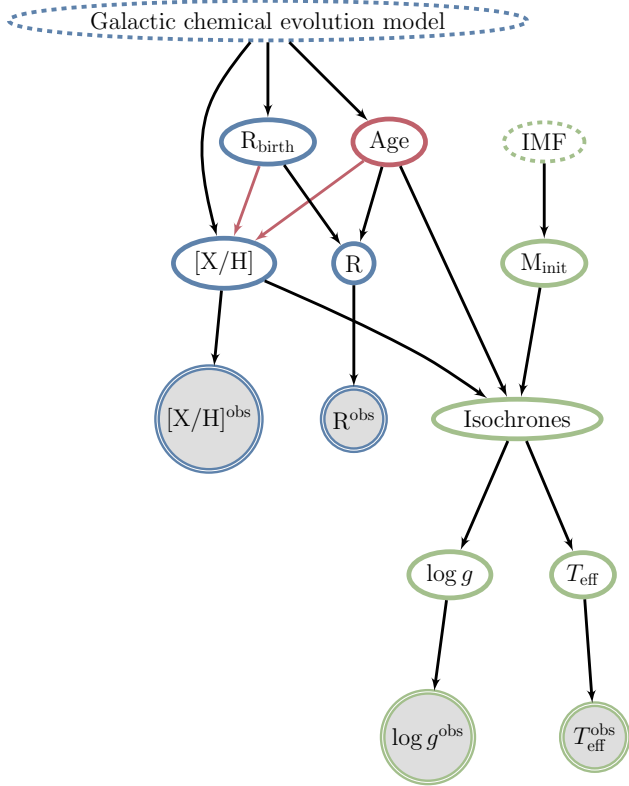 Galactic chemical evolution model
R_birth Age IMF
[X/H] R M_init
[X/H]^obs R^obs Isochrones
log g T_eff
log g^obs T_eff^obs